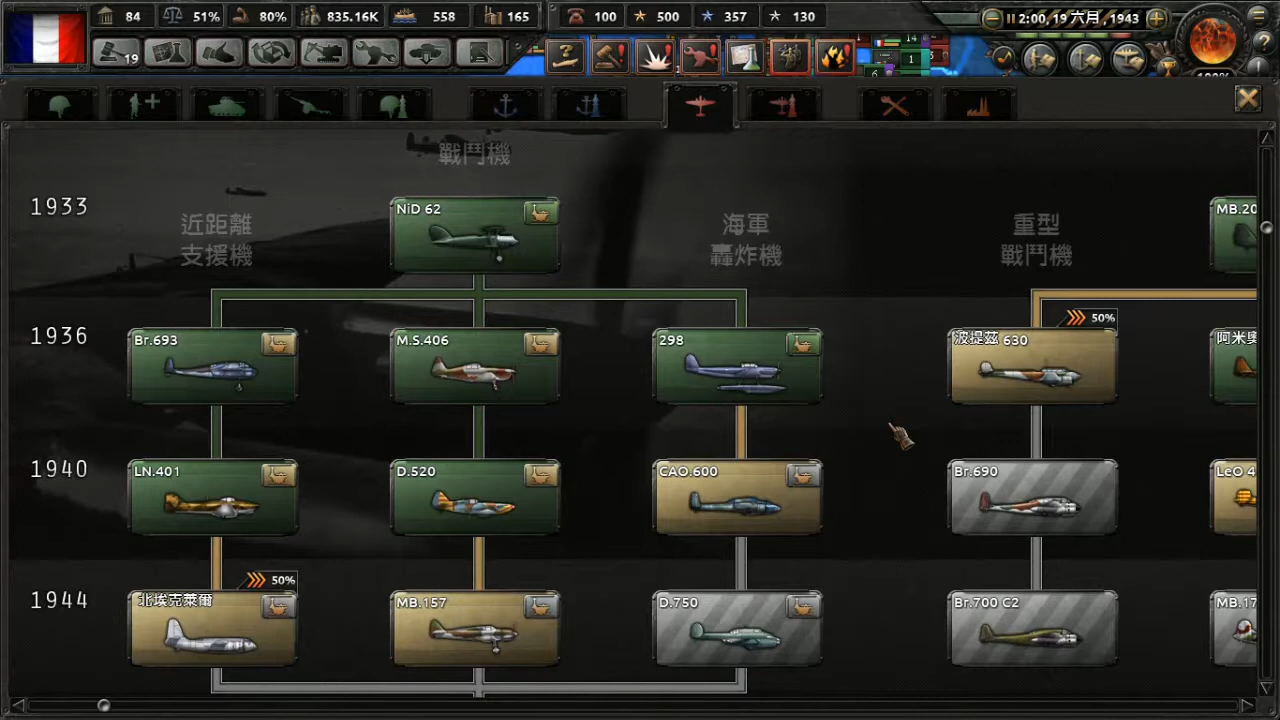 84 51% 80% 835.16K 558 165 100 500 357 130 2:00, 19 六月, 1943
19 14
1
6
戰鬥機
1933 NiD 62 MB.20
近距離 海軍 重型
支援機 轟炸機 戰鬥機
50%
1936 Br.693 M.S.406 298 波提茲 630 阿米奧
1940 LN.401 D.520 CAO.600 Br.690 LeO 4
50%
1944 北埃克萊爾 MB.157 D.750 Br.700 C2 MB.17